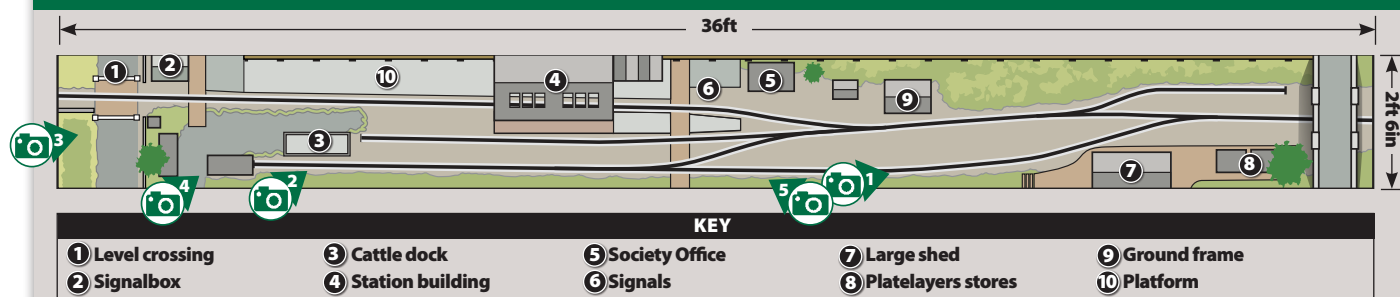 36ft
1
2
10
4
6
5
9
3
7
8
3
4
2
5
1
2ft 6in
KEY
1 Level crossing
3 Cattle dock
5 Society Office
7 Large shed
9 Ground frame
2 Signalbox
4 Station building
6 Signals
8 Platelayers stores
10 Platform